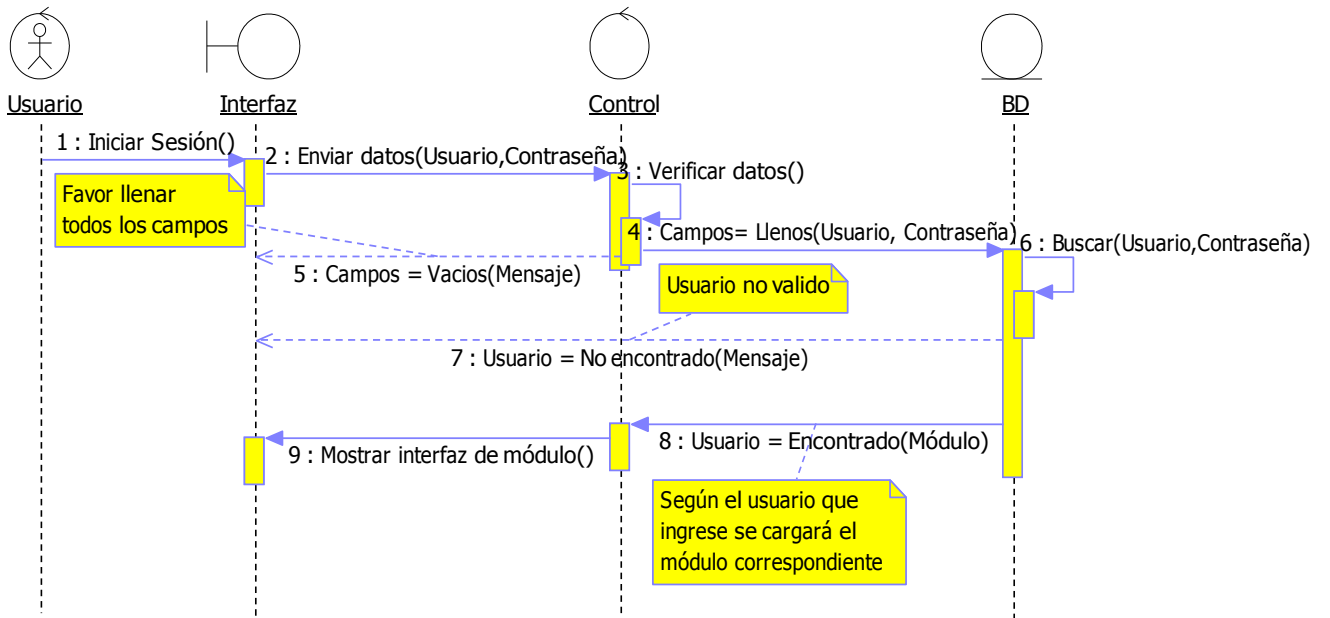 Usuario
Interfaz
Control
BD
1 : Iniciar Sesión()
2 : Enviar datos(Usuario,Contraseña)
3 : Verificar datos()
Favor llenar
todos los campos
4 : Campos= Llenos(Usuario, Contraseña)
6 : Buscar(Usuario,Contraseña)
5 : Campos = Vacios(Mensaje)
Usuario no valido
7 : Usuario = No encontrado(Mensaje)
8 : Usuario = Encontrado(Módulo)
9 : Mostrar interfaz de módulo()
Según el usuario que
ingrese se cargará el
módulo correspondiente